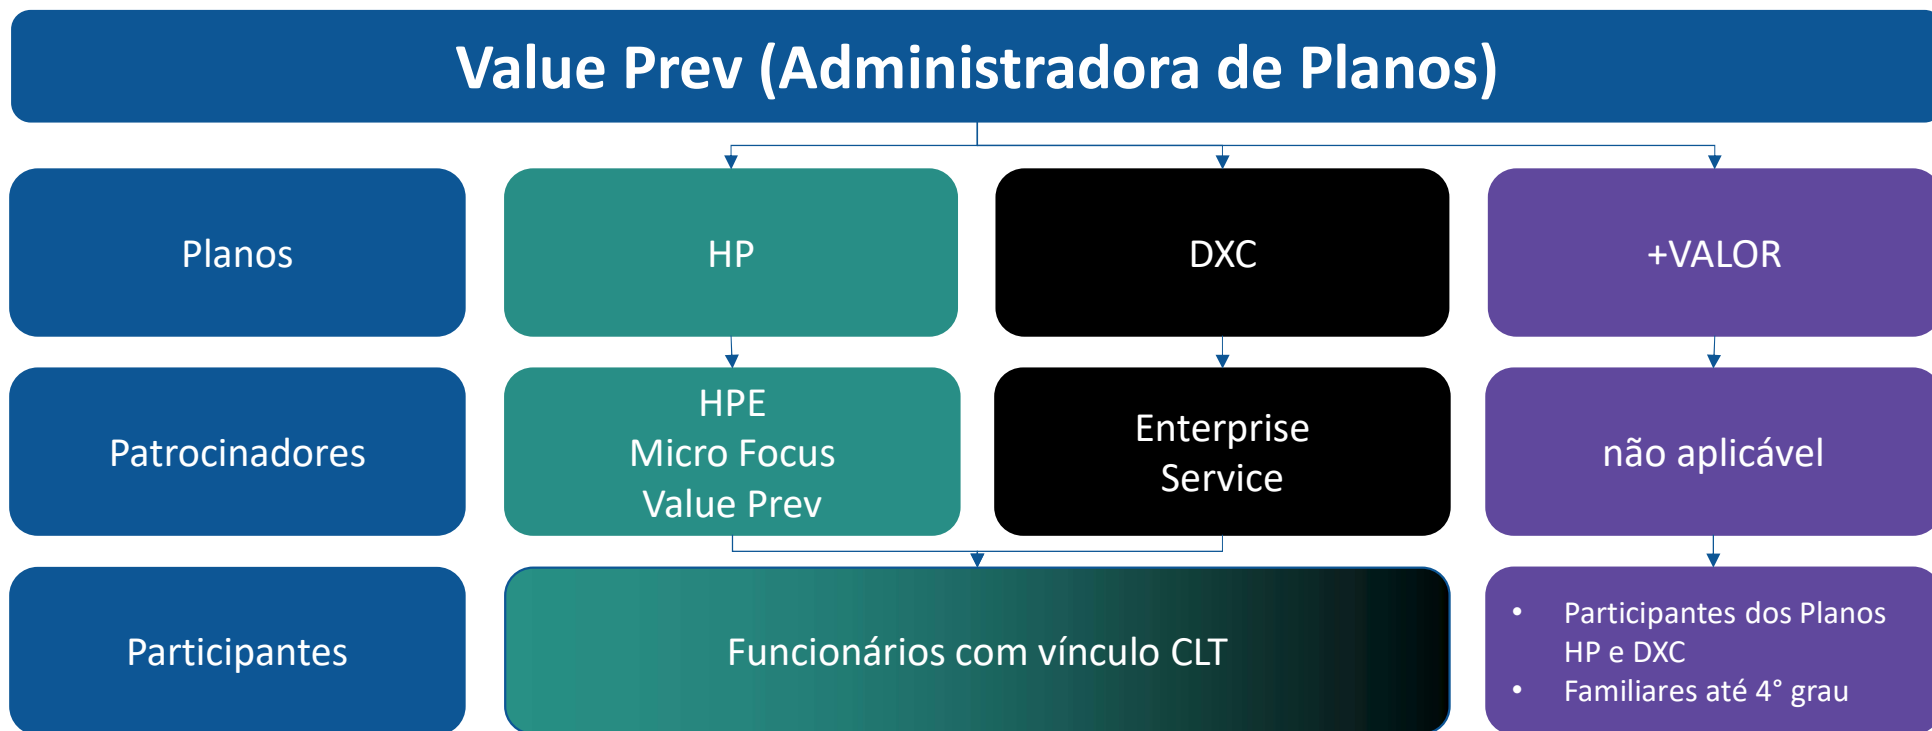 Value Prev (Administradora de Planos)
Planos
HP
DXC
+VALOR
Patrocinadores
HPE
Micro Focus
Value Prev
Enterprise
Service
não aplicável
Participantes
Funcionários com vínculo CLT
• Participantes dos Planos
HP e DXC
• Familiares até 4° grau